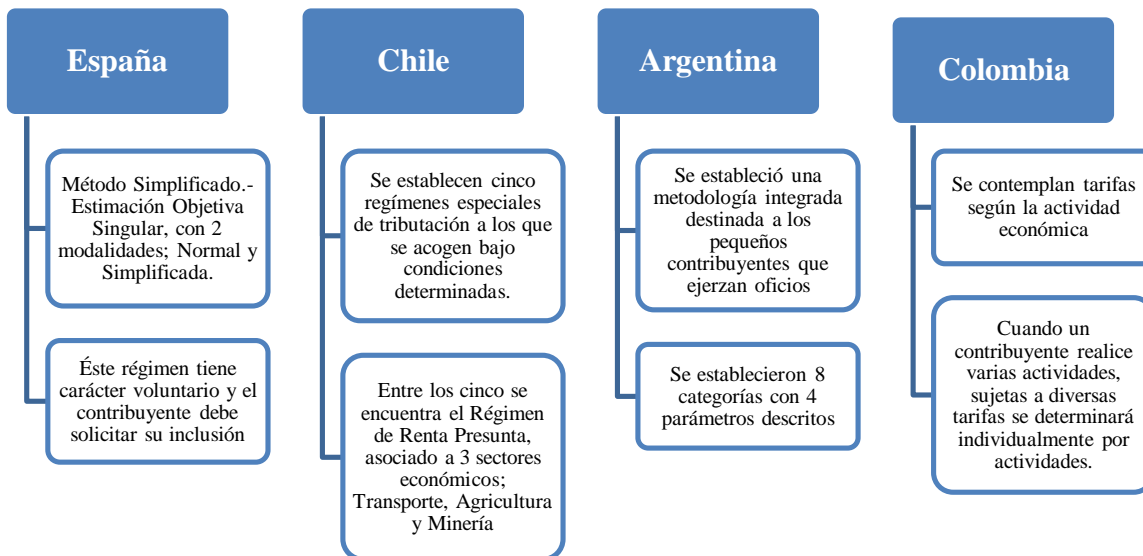 España
Método Simplificado.-
Estimación Objetiva
Singular, con 2
modalidades; Normal y
Simplificada.
Éste régimen tiene
carácter voluntario y el
contribuyente debe
solicitar su inclusión
Chile
Se establecen cinco
regímenes especiales
de tributación a los que
se acogen bajo
condiciones
determinadas.
Entre los cinco se
encuentra el Régimen
de Renta Presunta,
asociado a 3 sectores
económicos;
Transporte, Agricultura
y Minería
Argentina
Se estableció una
metodología integrada
destinada a los
pequeños
contribuyentes que
ejerzan oficios
Se establecieron 8
categorías con 4
parámetros descritos
Colombia
Se contemplan tarifas
según la actividad
económica
Cuando un
contribuyente realice
varias actividades,
sujetas a diversas
tarifas se determinará
individualmente por
actividades.